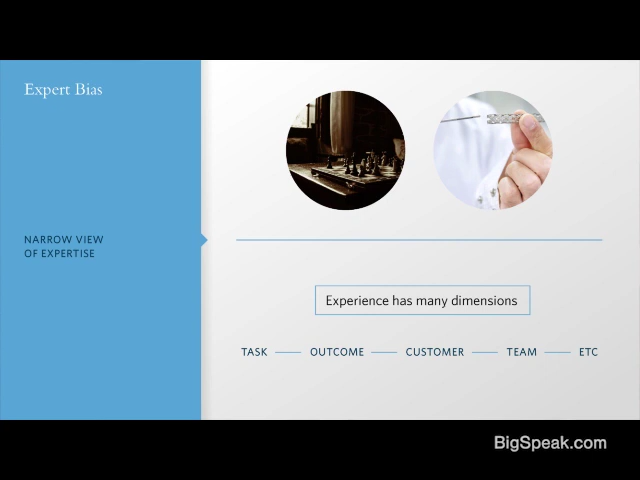 Expert Bias
NARROW VIEW
OF EXPERTISE
Experience has many dimensions
TASK OUTCOME CUSTOMER TEAM ETC
BigSpeak.com